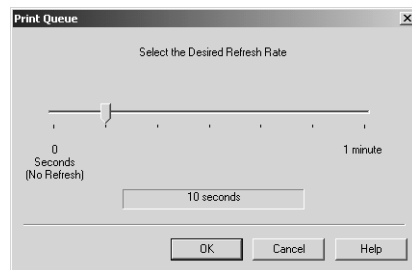 Print Queue
Select the Desired Refresh Rate
0
Seconds
(No Refresh)
1 minute
10 seconds
OK
Cancel
Help